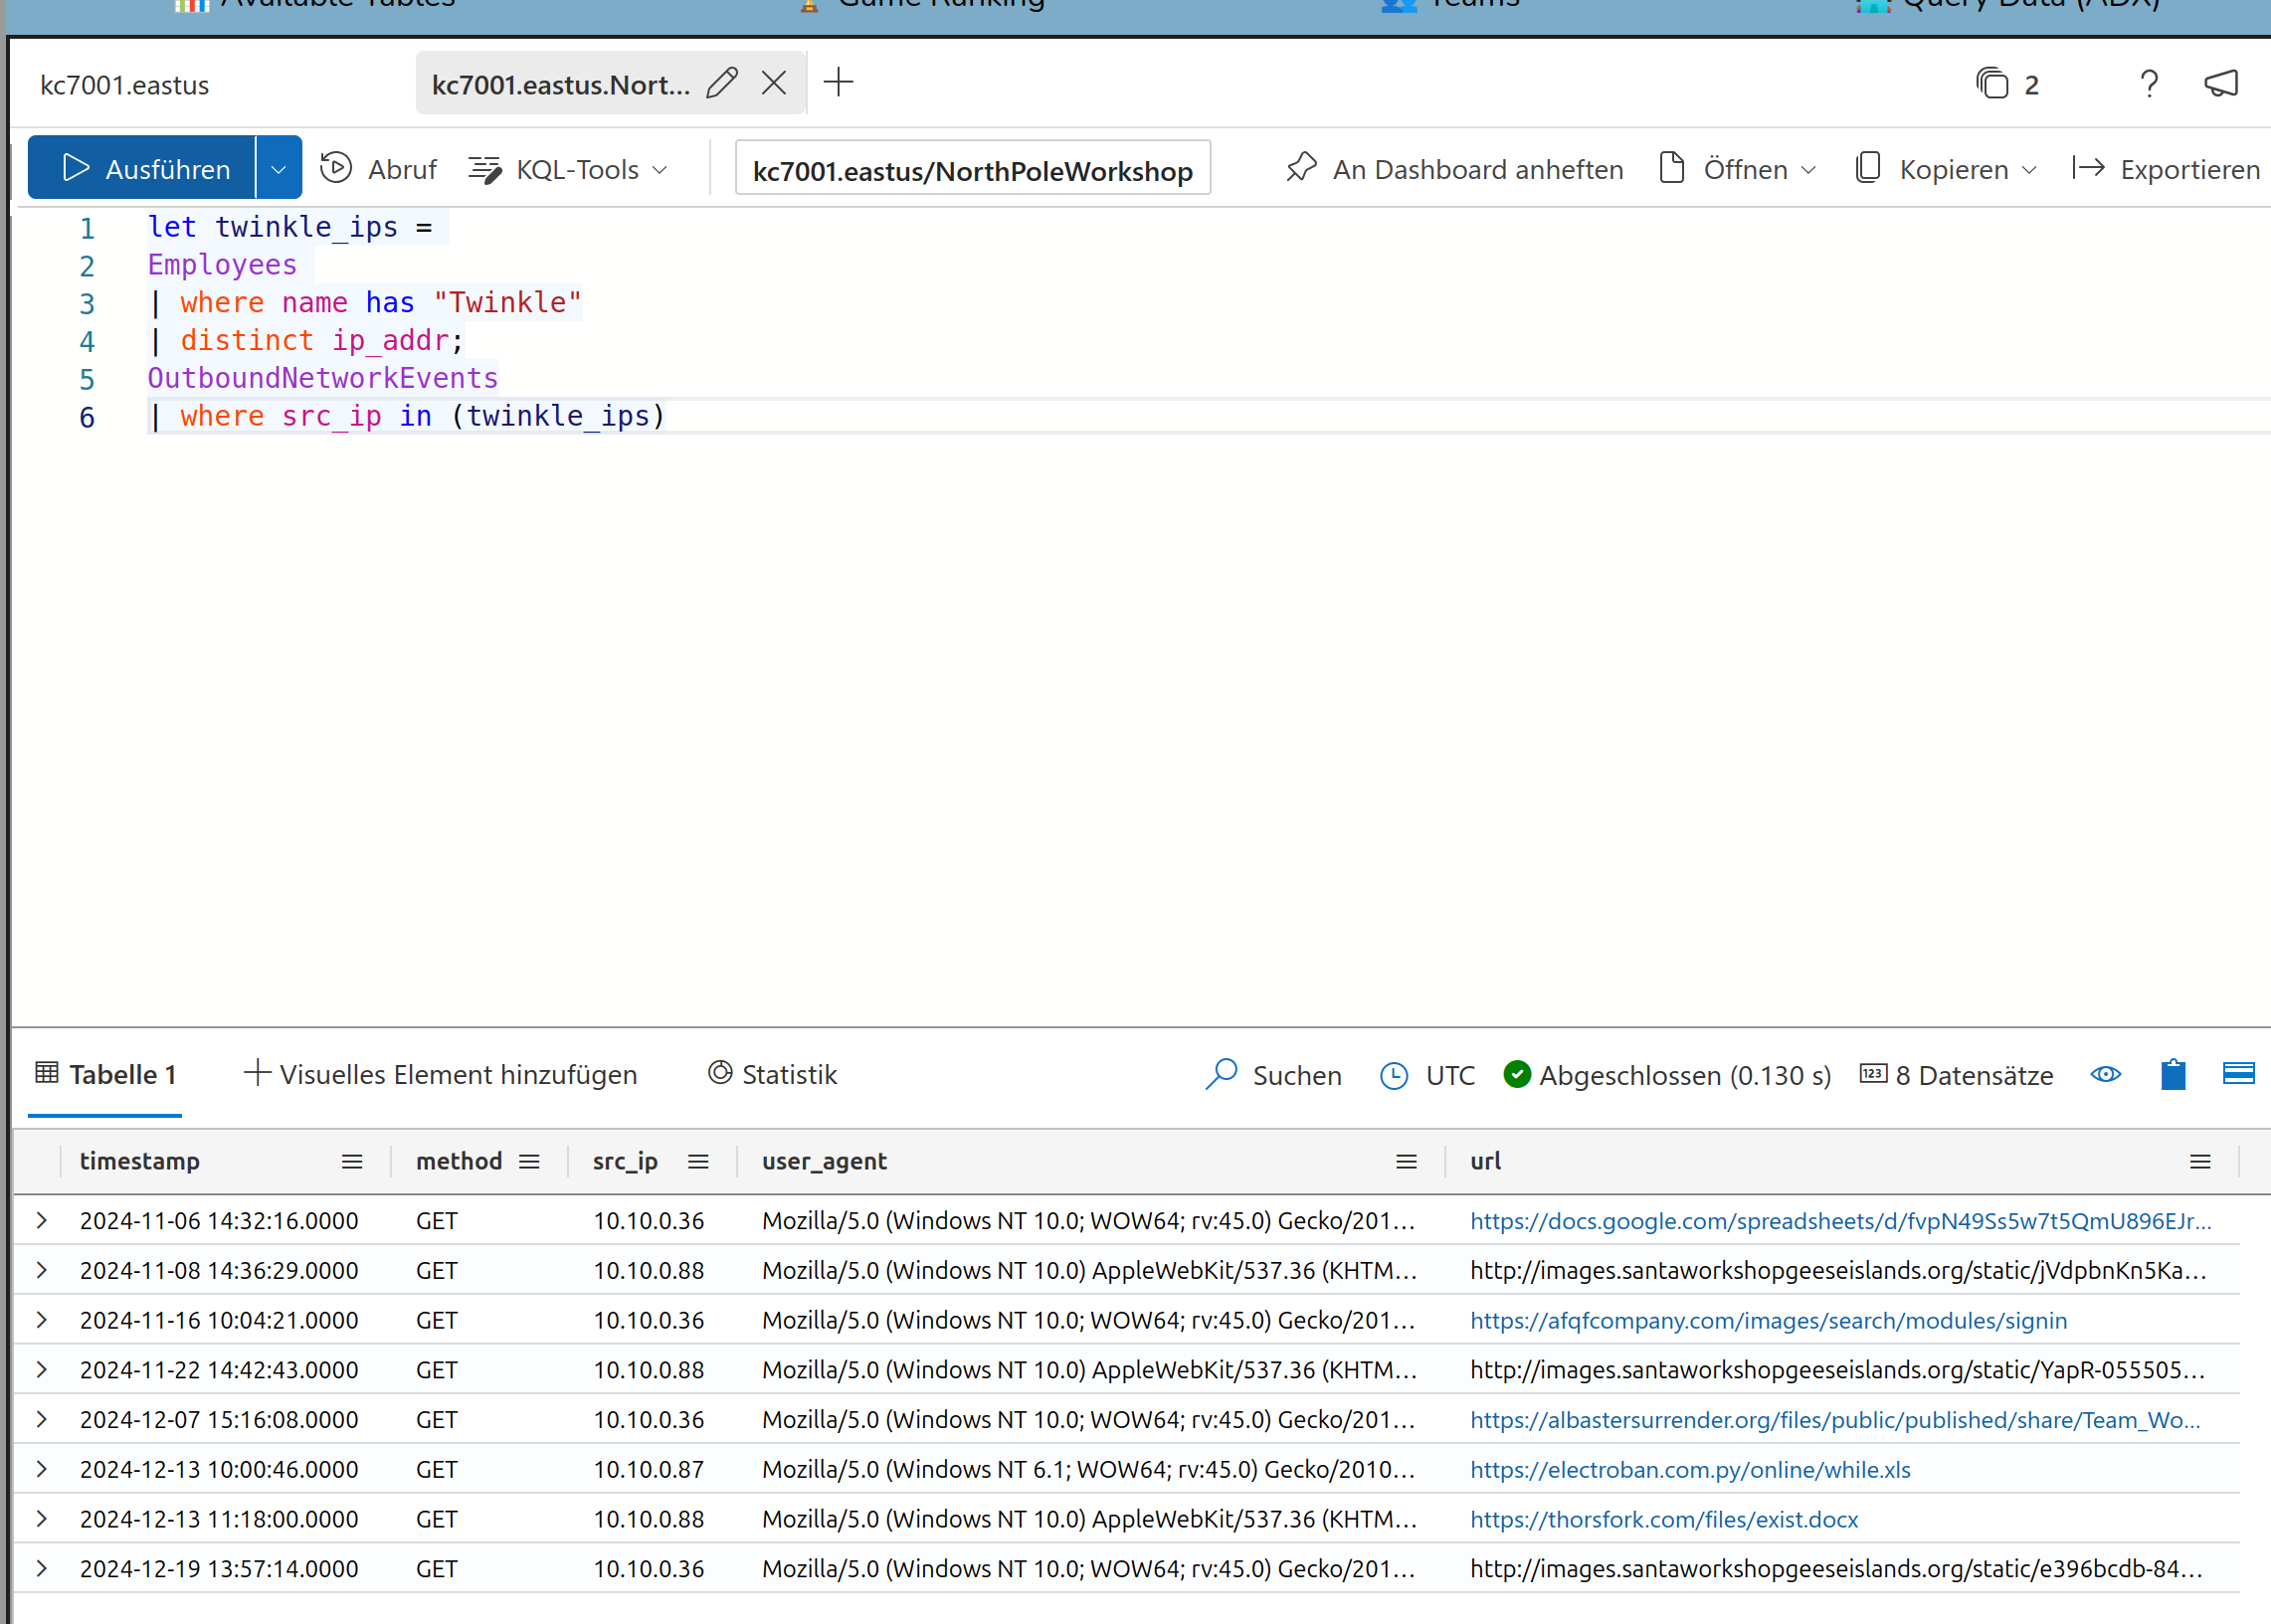 Available Tables Game Ranking Teams Query Data (ADX)
kc7001.eastus kc7001.eastus.Nort... 2 ?
Ausführen Abruf KQL-Tools kc7001.eastus/NorthPoleWorkshop An Dashboard anheften Öffnen Kopieren Exportieren
1 let twinkle_ips =
2 Employees
3 | where name has "Twinkle"
4 | distinct ip_addr;
5 OutboundNetworkEvents
6 | where src_ip in (twinkle_ips)
Tabelle 1 Visuelles Element hinzufügen Statistik Suchen UTC Abgeschlossen (0.130 s) 123 8 Datensätze
timestamp method src_ip user_agent url
2024-11-06 14:32:16.0000 GET 10.10.0.36 Mozilla/5.0 (Windows NT 10.0; WOW64; rv:45.0) Gecko/201... https://docs.google.com/spreadsheets/d/fvpN49Ss5w7t5QmU896EJr...
2024-11-08 14:36:29.0000 GET 10.10.0.88 Mozilla/5.0 (Windows NT 10.0) AppleWebKit/537.36 (KHTM... http://images.santaworkshopgeeseislands.org/static/jVdpbnKn5Ka...
2024-11-16 10:04:21.0000 GET 10.10.0.36 Mozilla/5.0 (Windows NT 10.0; WOW64; rv:45.0) Gecko/201... https://afqfcompany.com/images/search/modules/signin
2024-11-22 14:42:43.0000 GET 10.10.0.88 Mozilla/5.0 (Windows NT 10.0) AppleWebKit/537.36 (KHTM... http://images.santaworkshopgeeseislands.org/static/YapR-055505...
2024-12-07 15:16:08.0000 GET 10.10.0.36 Mozilla/5.0 (Windows NT 10.0; WOW64; rv:45.0) Gecko/201... https://albastersurrender.org/files/public/published/share/Team_Wo...
2024-12-13 10:00:46.0000 GET 10.10.0.87 Mozilla/5.0 (Windows NT 6.1; WOW64; rv:45.0) Gecko/2010... https://electroban.com.py/online/while.xls
2024-12-13 11:18:00.0000 GET 10.10.0.88 Mozilla/5.0 (Windows NT 10.0) AppleWebKit/537.36 (KHTM... https://thorsfork.com/files/exist.docx
2024-12-19 13:57:14.0000 GET 10.10.0.36 Mozilla/5.0 (Windows NT 10.0; WOW64; rv:45.0) Gecko/201... http://images.santaworkshopgeeseislands.org/static/e396bcdb-84...